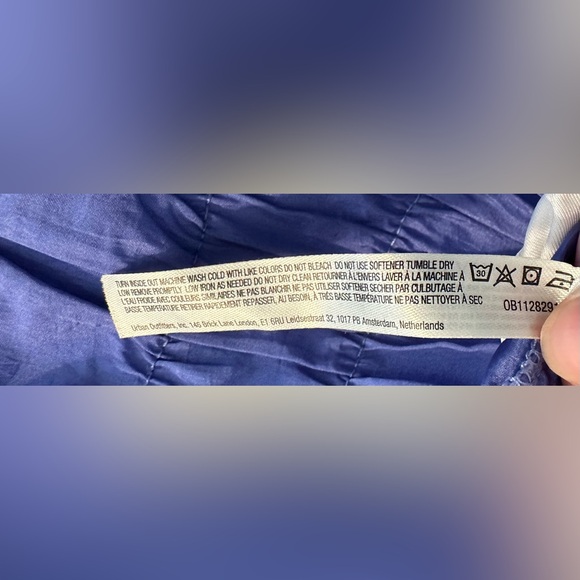 TURN INSIDE OUT MACHINE WASH COLD WITH LIKE COLORS DO NOT BLEACH DO NOT USE SOFTENER TUMBLE DRY
LOW REMOVE PROMPTLY LOW IRON AS NEEDED DO NOT DRY CLEAN RETOURNER À L'ENVERS LAVER À LA MACHINE À
L'EAU FROIDE AVEC COULEURS SIMILAIRES NE PAS BLANCHIR NE PAS UTILISER SOFTENER SECHER PAR CULBUTAGE À
BASSE TEMPÉRATURE RETIRER RAPIDEMENT REPASSER, AU BESOIN, À TRÈS BASSE TEMPÉRATURE NE PAS NETTOYER À SEC
Urban Outfitters, Inc. 146 Brick Lane London, E1 6RU Leidsestraat 32, 1017 PB Amsterdam, Netherlands
30
OB1128291